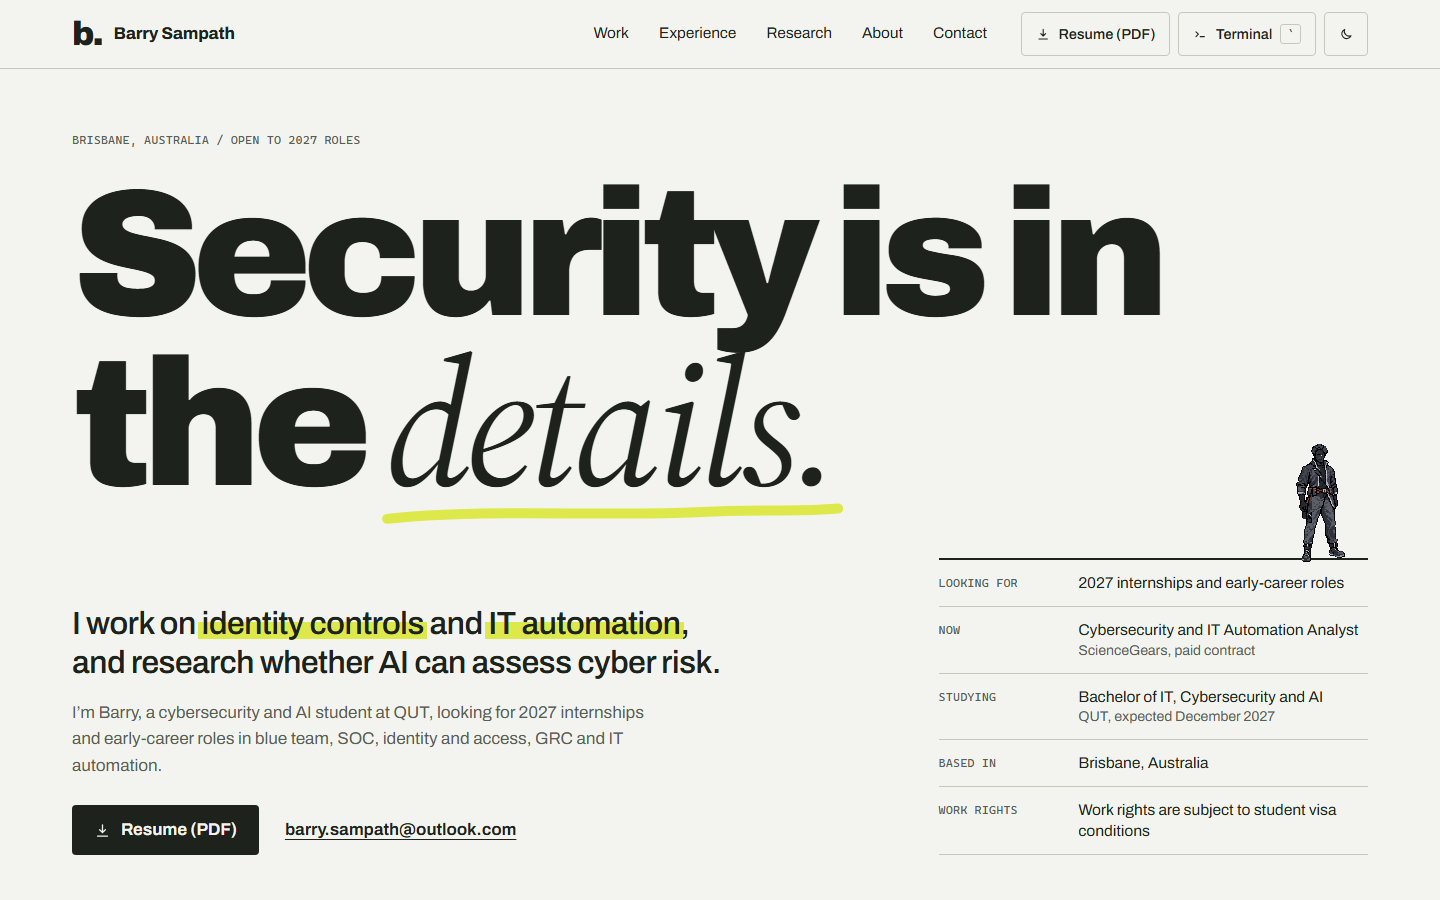 b. Barry Sampath
Work Experience Research About Contact Resume (PDF) Terminal `
BRISBANE, AUSTRALIA / OPEN TO 2027 ROLES
Security is in
the details.
I work on identity controls and IT automation,
and research whether AI can assess cyber risk.
I’m Barry, a cybersecurity and AI student at QUT, looking for 2027 internships
and early-career roles in blue team, SOC, identity and access, GRC and IT
automation.
Resume (PDF) barry.sampath@outlook.com
LOOKING FOR 2027 internships and early-career roles
NOW Cybersecurity and IT Automation Analyst
ScienceGears, paid contract
STUDYING Bachelor of IT, Cybersecurity and AI
QUT, expected December 2027
BASED IN Brisbane, Australia
WORK RIGHTS Work rights are subject to student visa
conditions